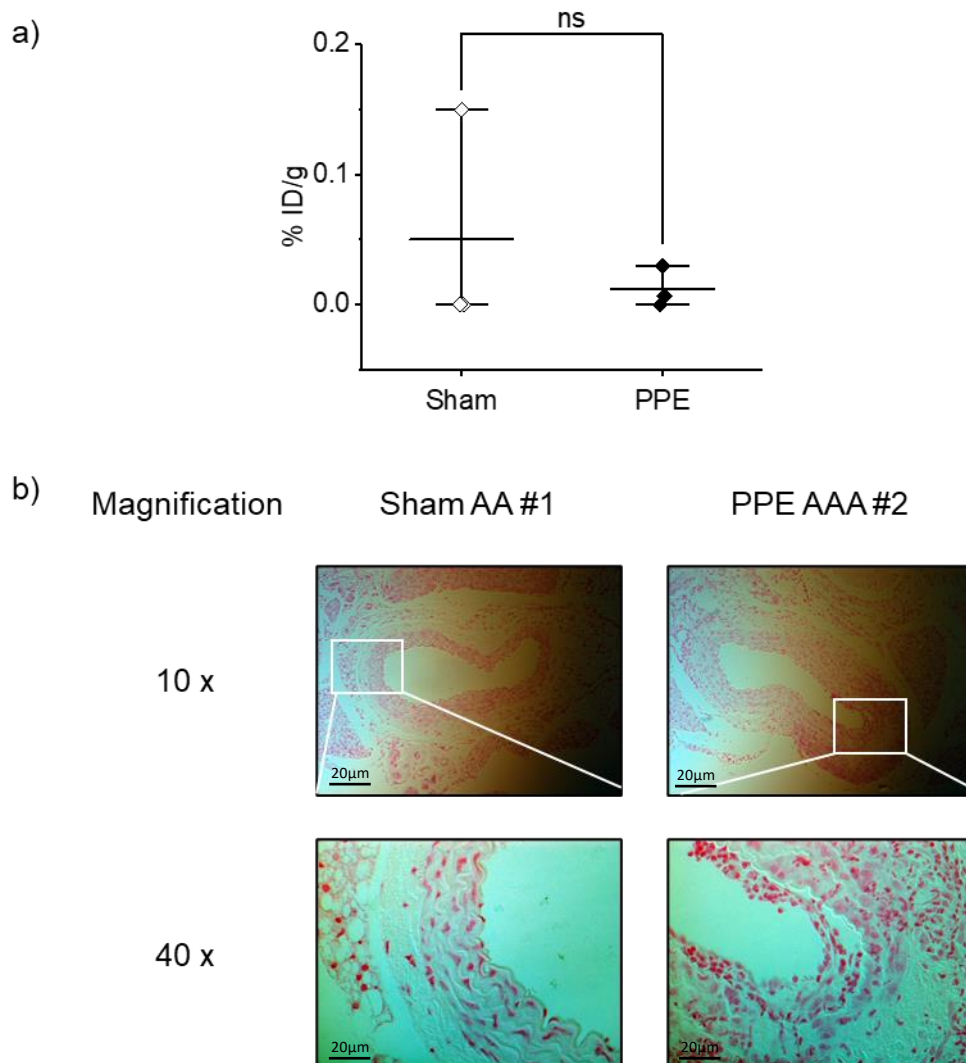 a)
ns
0.2
0.1
0.0
% ID/g
Sham PPE
b)
Magnification Sham AA #1 PPE AAA #2
10 x
20µm 20µm
40 x
20µm 20µm